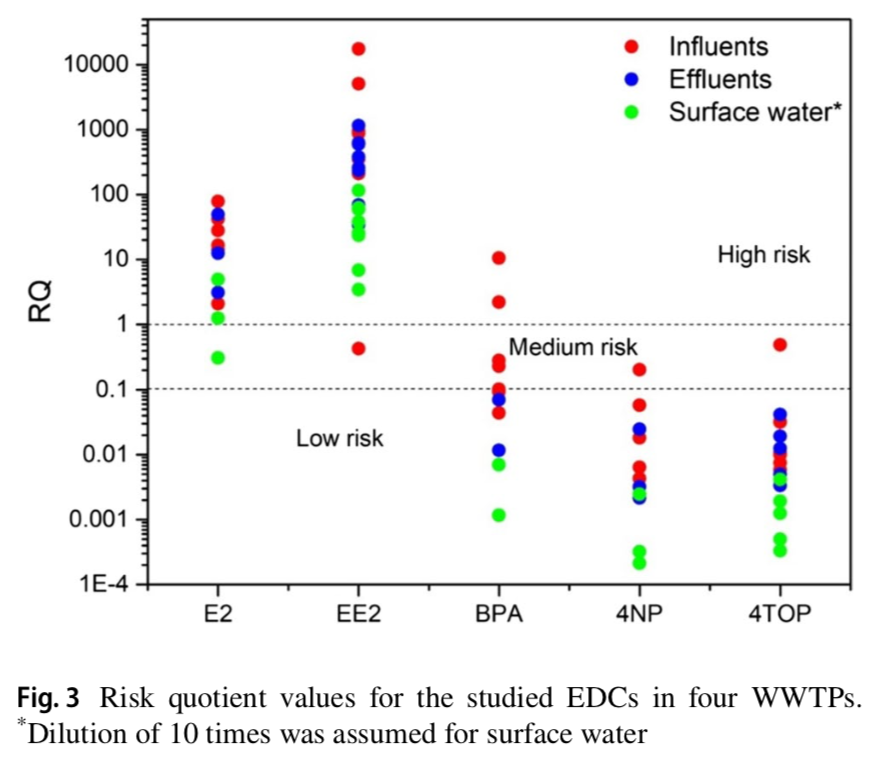 10000
1000
100
10
1
0.1
0.01
0.001
1E-4
RQ
Influents
Effluents
Surface water*
High risk
Medium risk
Low risk
E2 EE2 BPA 4NP 4TOP
Fig. 3 Risk quotient values for the studied EDCs in four WWTPs.
*Dilution of 10 times was assumed for surface water